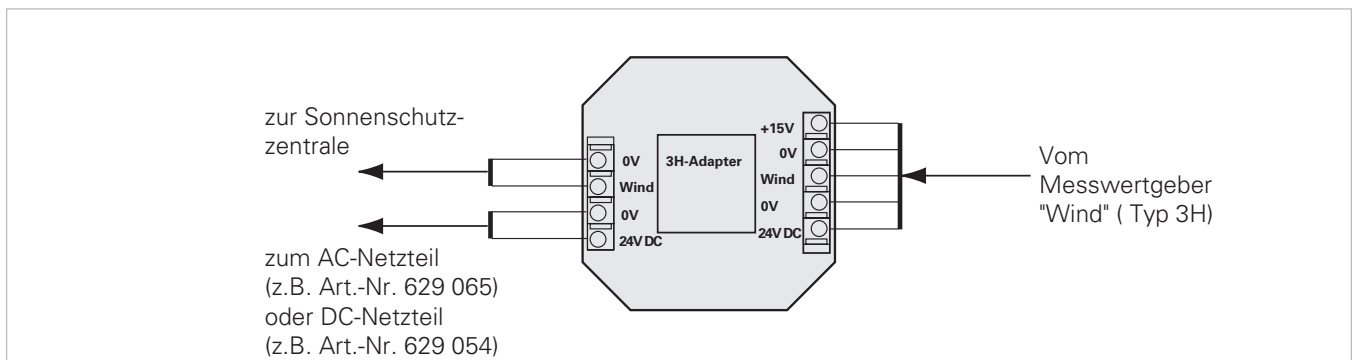 zur Sonnenschutz-
zentrale
0V
Wind
0V
24V DC
zum AC-Netzteil
(z.B. Art.-Nr. 629 065)
oder DC-Netzteil
(z.B. Art.-Nr. 629 054)
3H-Adapter
+15V
0V
Wind
0V
24V DC
Vom
Messwertgeber
"Wind" ( Typ 3H)